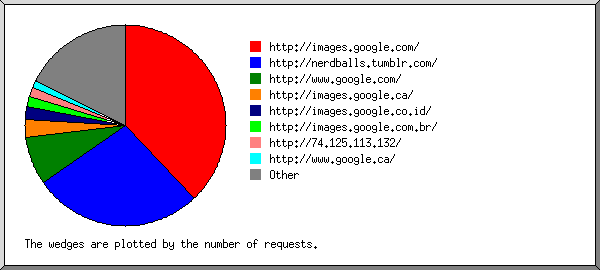 http://images.google.com/
http://nerdballs.tumblr.com/
http://www.google.com/
http://images.google.ca/
http://images.google.co.id/
http://images.google.com.br/
http://74.125.113.132/
http://www.google.ca/
Other
The wedges are plotted by the number of requests.